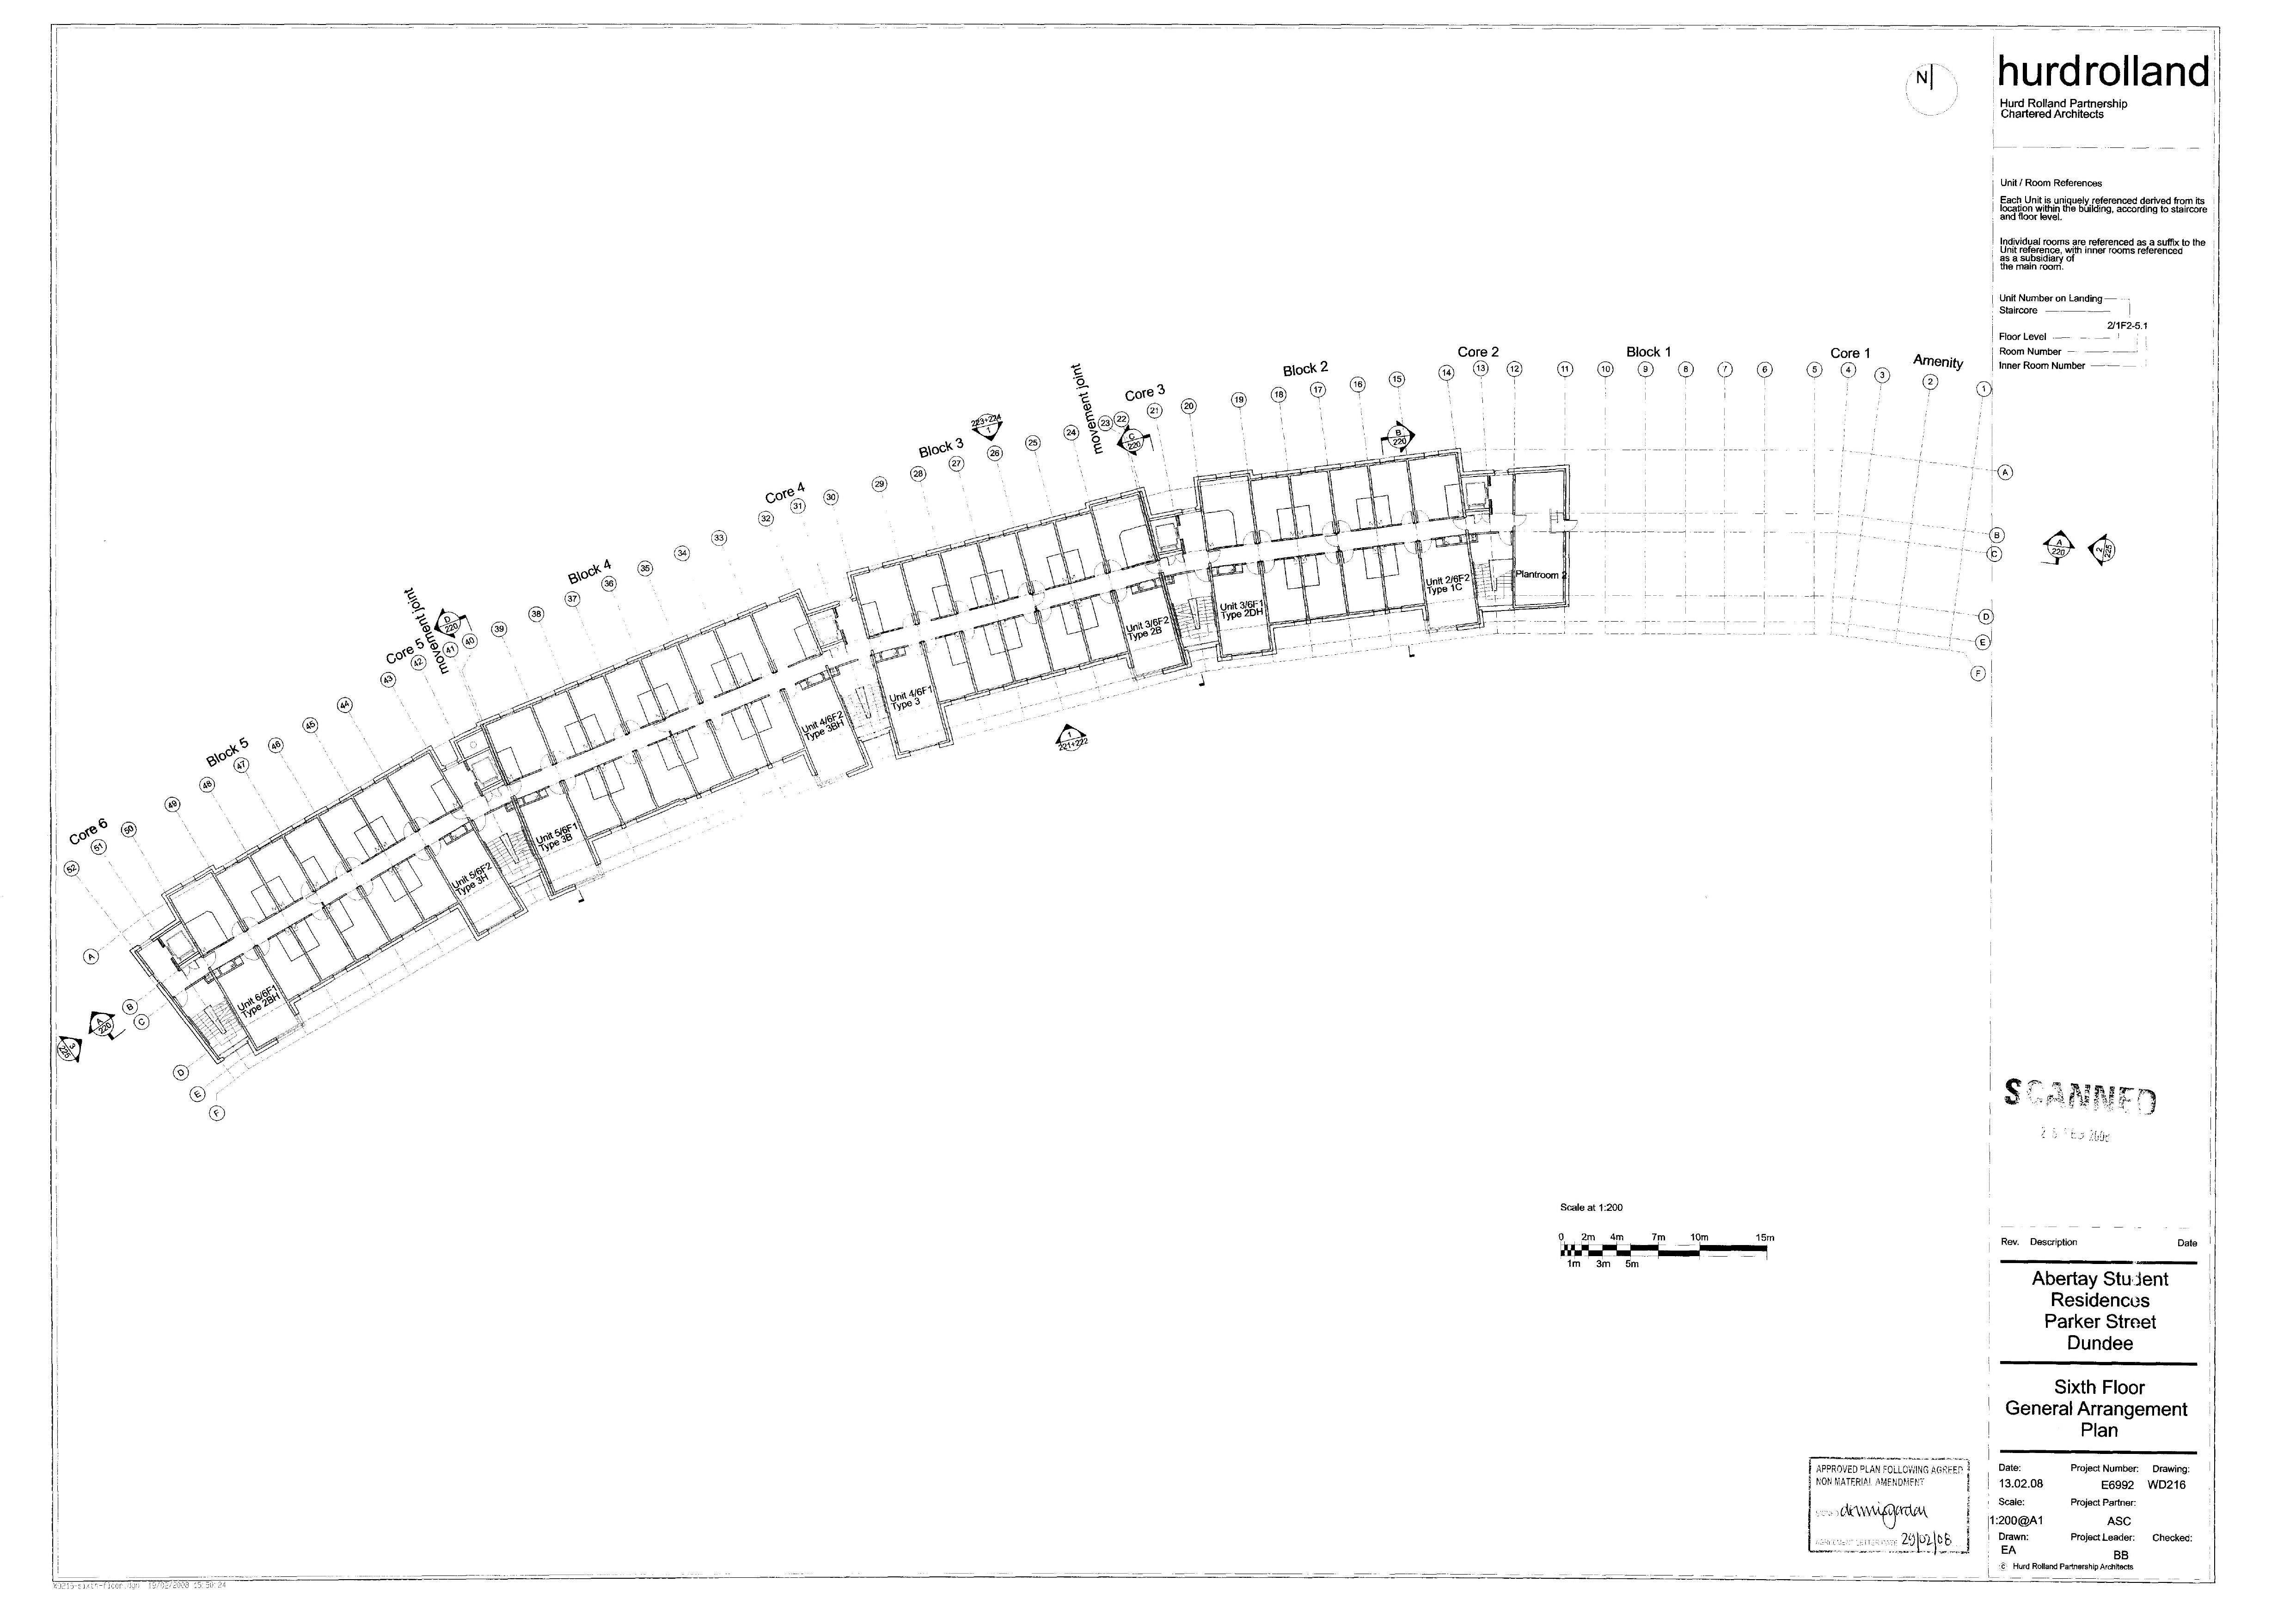 N
hurdrolland
Hurd Rolland Partnership
Chartered Architects
Unit / Room References
Each Unit is uniquely referenced derived from its
location within the building, according to staircore
and floor level.
Individual rooms are referenced as a suffix to the
Unit reference, with inner rooms referenced
as a subsidiary of
the main room.
Unit Number on Landing
Staircore
2/1F2-5.1
Floor Level
Room Number
Inner Room Number
Amenity
Core 1
Block 1
Core 2
Block 2
Core 3
movement joint
Block 3
Core 4
Block 4
movement joint
Core 5
Block 5
Core 6
1
2
3
4
5
6
7
8
9
10
11
12
13
14
15
16
17
18
19
20
21
22
23
24
25
26
27
28
29
30
31
32
33
34
35
36
37
38
39
40
41
42
43
44
45
46
47
48
49
50
51
52
223+224
1
C
220
B
220
D
220
A
220
2
225
1
221+222
A
220
3
225
A
B
C
D
E
F
A
B
C
D
E
F
Plantroom 2
Unit 2/6F2
Type 1C
Unit 3/6F1
Type 2DH
Unit 3/6F2
Type 2B
Unit 4/6F1
Type 3
Unit 4/6F2
Type 3BH
Unit 5/6F1
Type 3B
Unit 5/6F2
Type 3H
Unit 6/6F1
Type 2BH
SCANNED
Scale at 1:200
0 2m 4m 7m 10m 15m
1m 3m 5m
Rev. Description Date
Abertay Student
Residences
Parker Street
Dundee
Sixth Floor
General Arrangement
Plan
Date: Project Number: Drawing:
13.02.08 E6992 WD216
Scale: Project Partner:
1:200@A1 ASC
Drawn: Project Leader: Checked:
EA BB
© Hurd Rolland Partnership Architects
APPROVED PLAN FOLLOWING AGREED
NON MATERIAL AMENDMENT
29/02/08